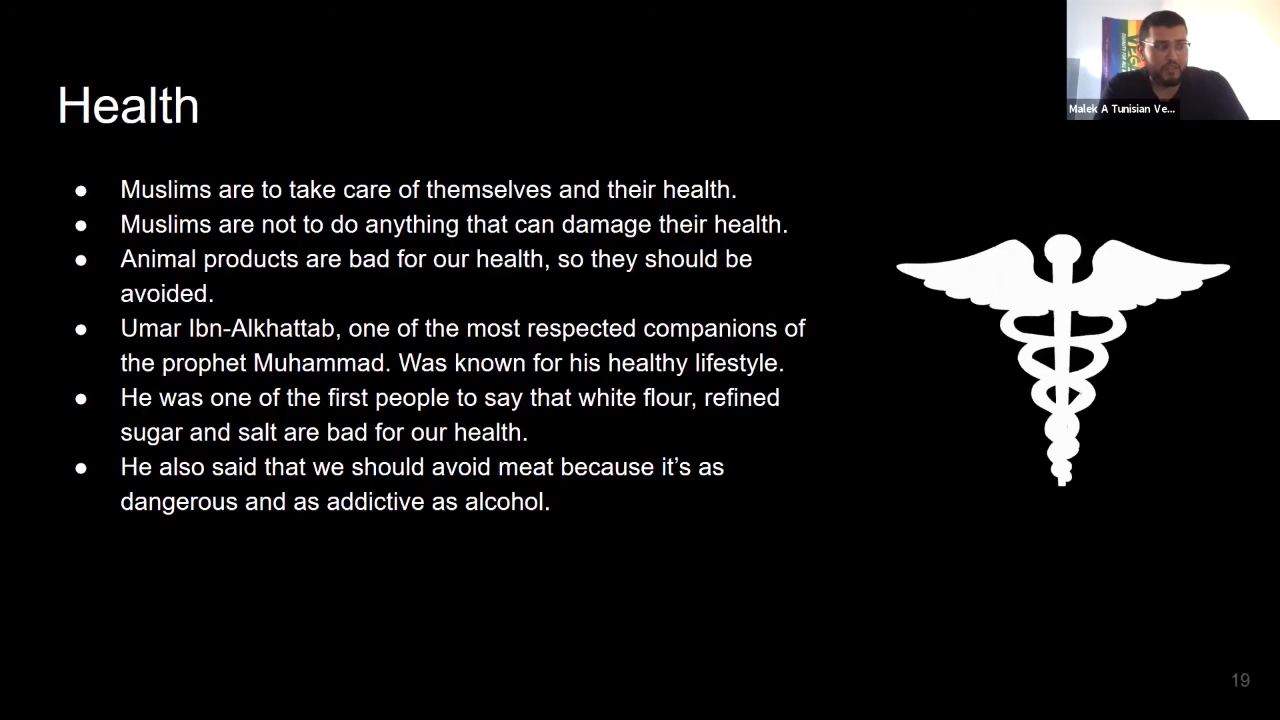 Health
Malek A Tunisian Ve...
● Muslims are to take care of themselves and their health.
● Muslims are not to do anything that can damage their health.
● Animal products are bad for our health, so they should be
avoided.
● Umar Ibn-Alkhattab, one of the most respected companions of
the prophet Muhammad. Was known for his healthy lifestyle.
● He was one of the first people to say that white flour, refined
sugar and salt are bad for our health.
● He also said that we should avoid meat because it’s as
dangerous and as addictive as alcohol.
19